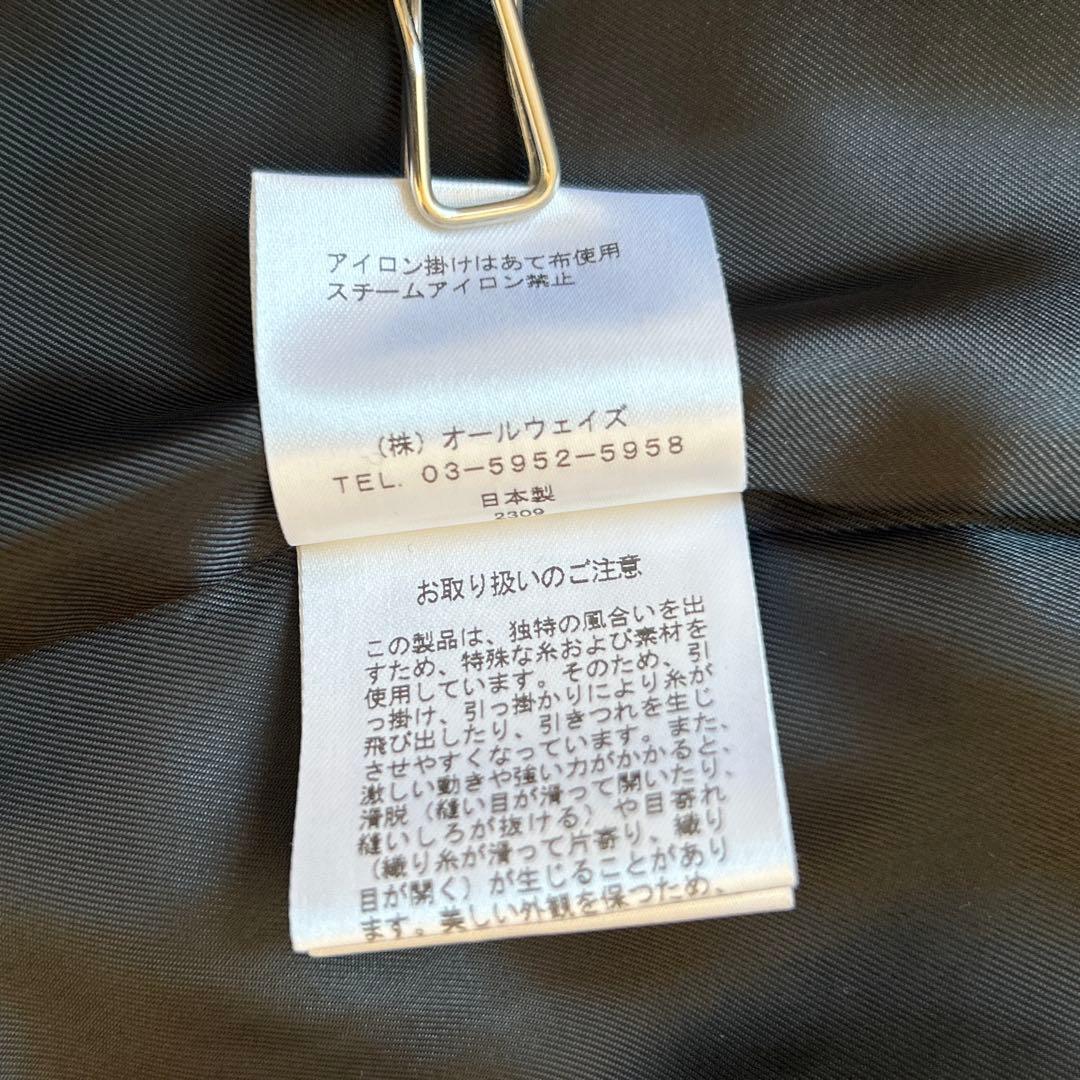 アイロン掛けはあて布使用
スチームアイロン禁止
（株）オールウェイズ
TEL. 03−5952−5958
日本製
2309
お取り扱いのご注意
この製品は、独特の風合いを出
すため、特殊な糸および素材を
使用しています。そのため、引
っ掛け、引っ掛かりにより糸が
飛び出したり、引きつれを生じ
させやすくなっています。また、
激しい動きや強い力がかかると、
滑脱（縫い目が滑って開いたり、
縫いしろが抜ける）や目寄れ
（織り糸が滑って片寄り、織り
目が開く）が生じることがあり
ます。美しい外観を保つため、